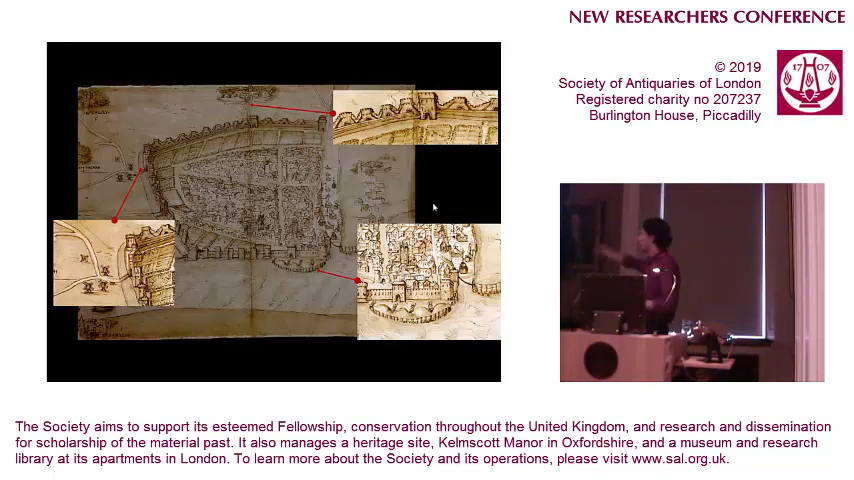 NEW RESEARCHERS CONFERENCE
© 2019
Society of Antiquaries of London
Registered charity no 207237
Burlington House, Piccadilly
1707
The Society aims to support its esteemed Fellowship, conservation throughout the United Kingdom, and research and dissemination
for scholarship of the material past. It also manages a heritage site, Kelmscott Manor in Oxfordshire, and a museum and research
library at its apartments in London. To learn more about the Society and its operations, please visit www.sal.org.uk.